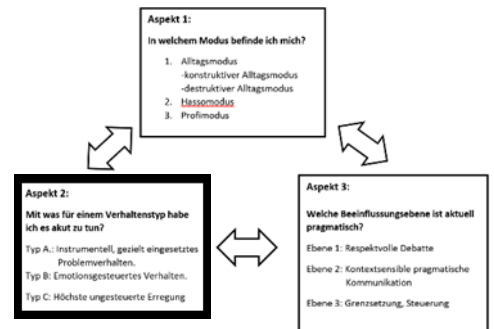 Aspekt 1:
In welchem Modus befinde ich mich?
1. Alltagsmodus
-konstruktiver Alltagsmodus
-destruktiver Alltagsmodus
2. Hassomodus
3. Profimodus
Aspekt 2:
Mit was für einem Verhaltenstyp habe
ich es akut zu tun?
Typ A.: Instrumentell, gezielt eingesetztes
Problemverhalten.
Typ B: Emotionsgesteuertes Verhalten.
Typ C: Höchste ungesteuerte Erregung
Aspekt 3:
Welche Beeinflussungsebene ist aktuell
pragmatisch?
Ebene 1: Respektvolle Debatte
Ebene 2: Kontextsensible pragmatische
Kommunikation
Ebene 3: Grenzsetzung, Steuerung